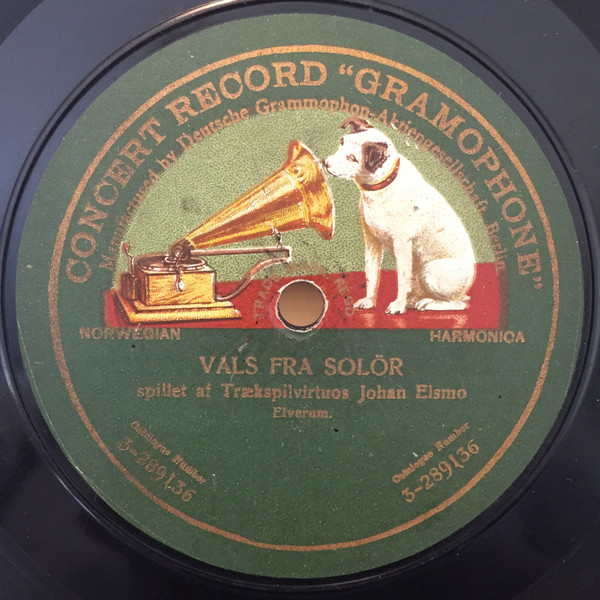 CONCERT RECORD "GRAMOPHONE"
Manufactured by Deutsche Grammophon-Aktiengesellschaft, Berlin.
NORWEGIAN
HARMONICA
VALS FRA SOLÖR
spillet af Trækspilvirtuos Johan Elsmo
Elverum.
Catalogue Number
3-289136
Catalogue Number
3-289136